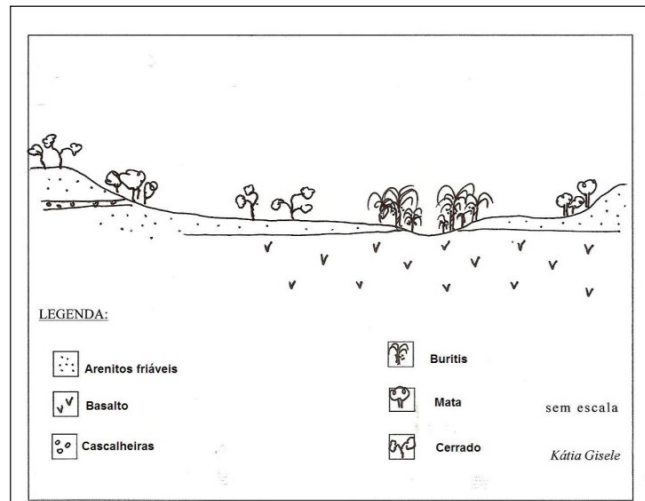 LEGENDA:
Arenitos friáveis
Basalto
Cascalheiras
Buritis
Mata
Cerrado
sem escala
Kátia Gisele